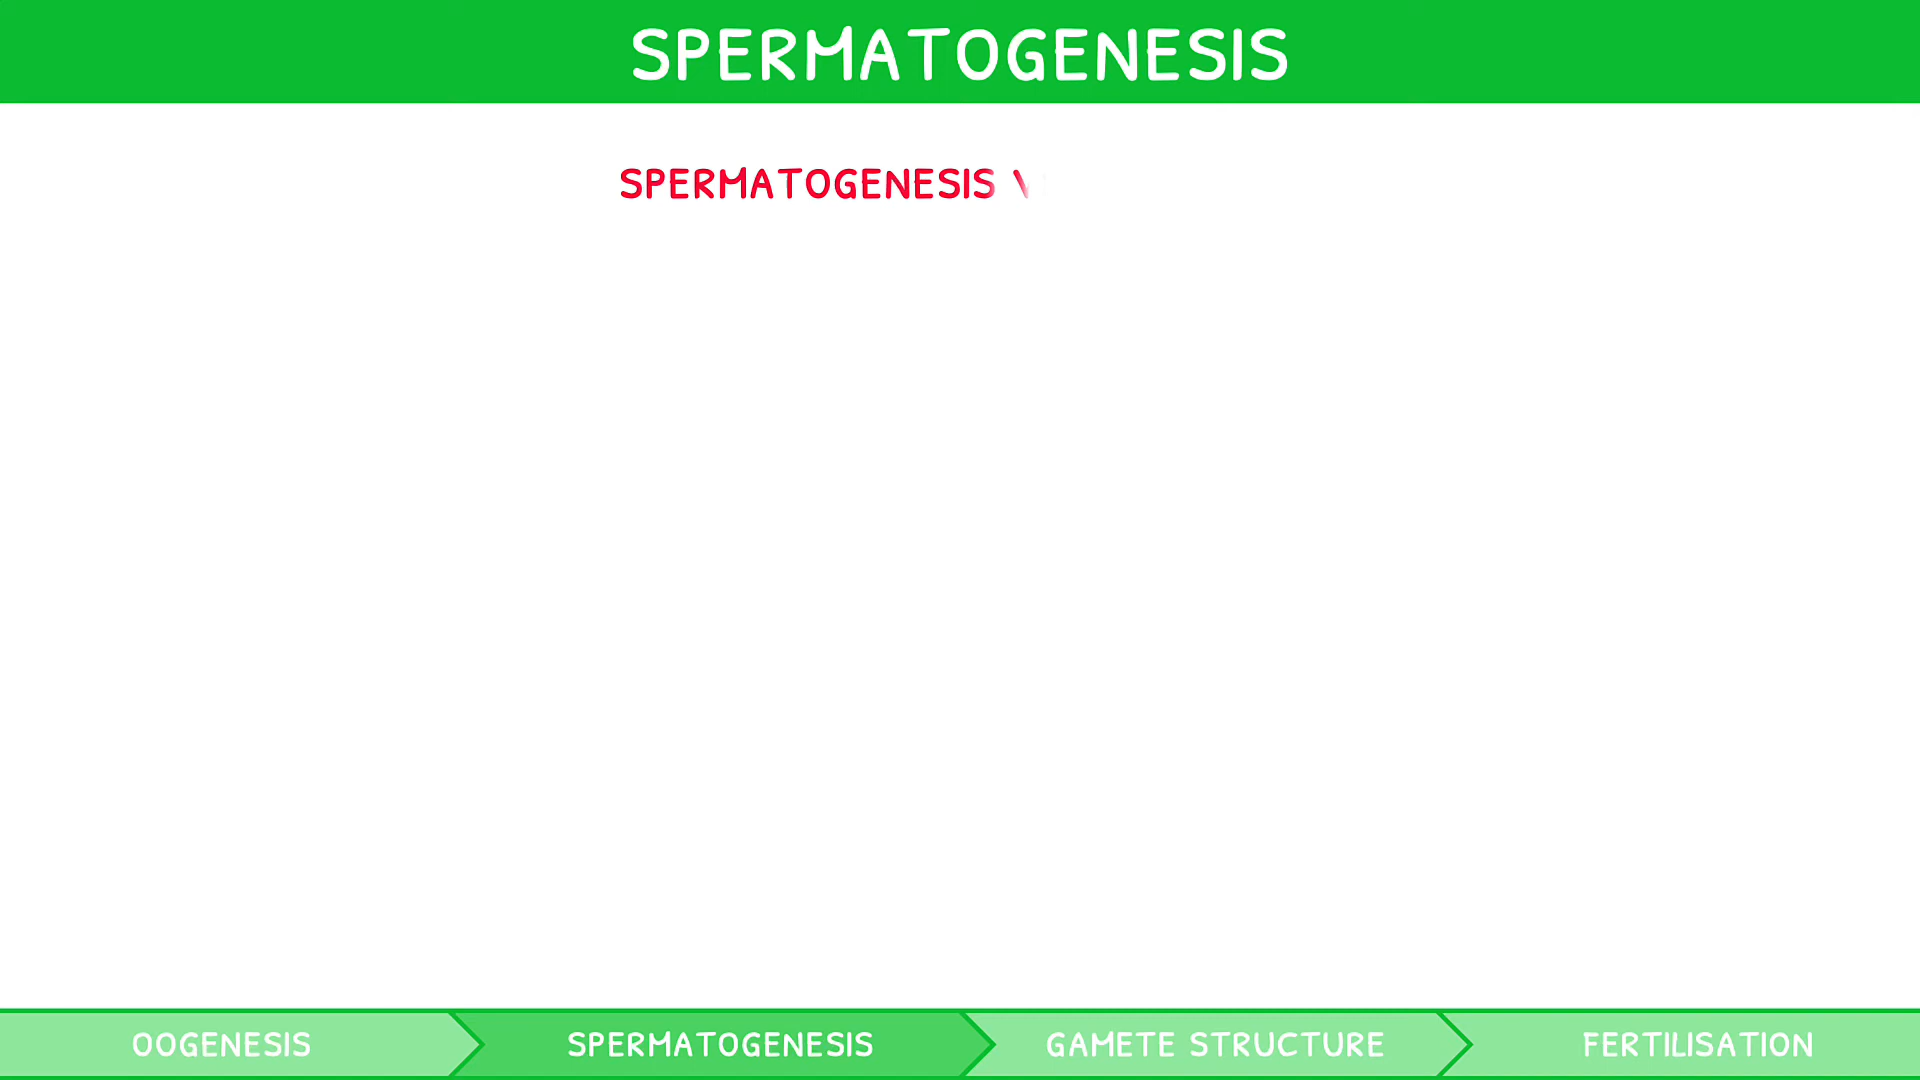 SPERMATOGENESIS
SPERMATOGENESIS
OOGENESIS
SPERMATOGENESIS
GAMETE STRUCTURE
FERTILISATION